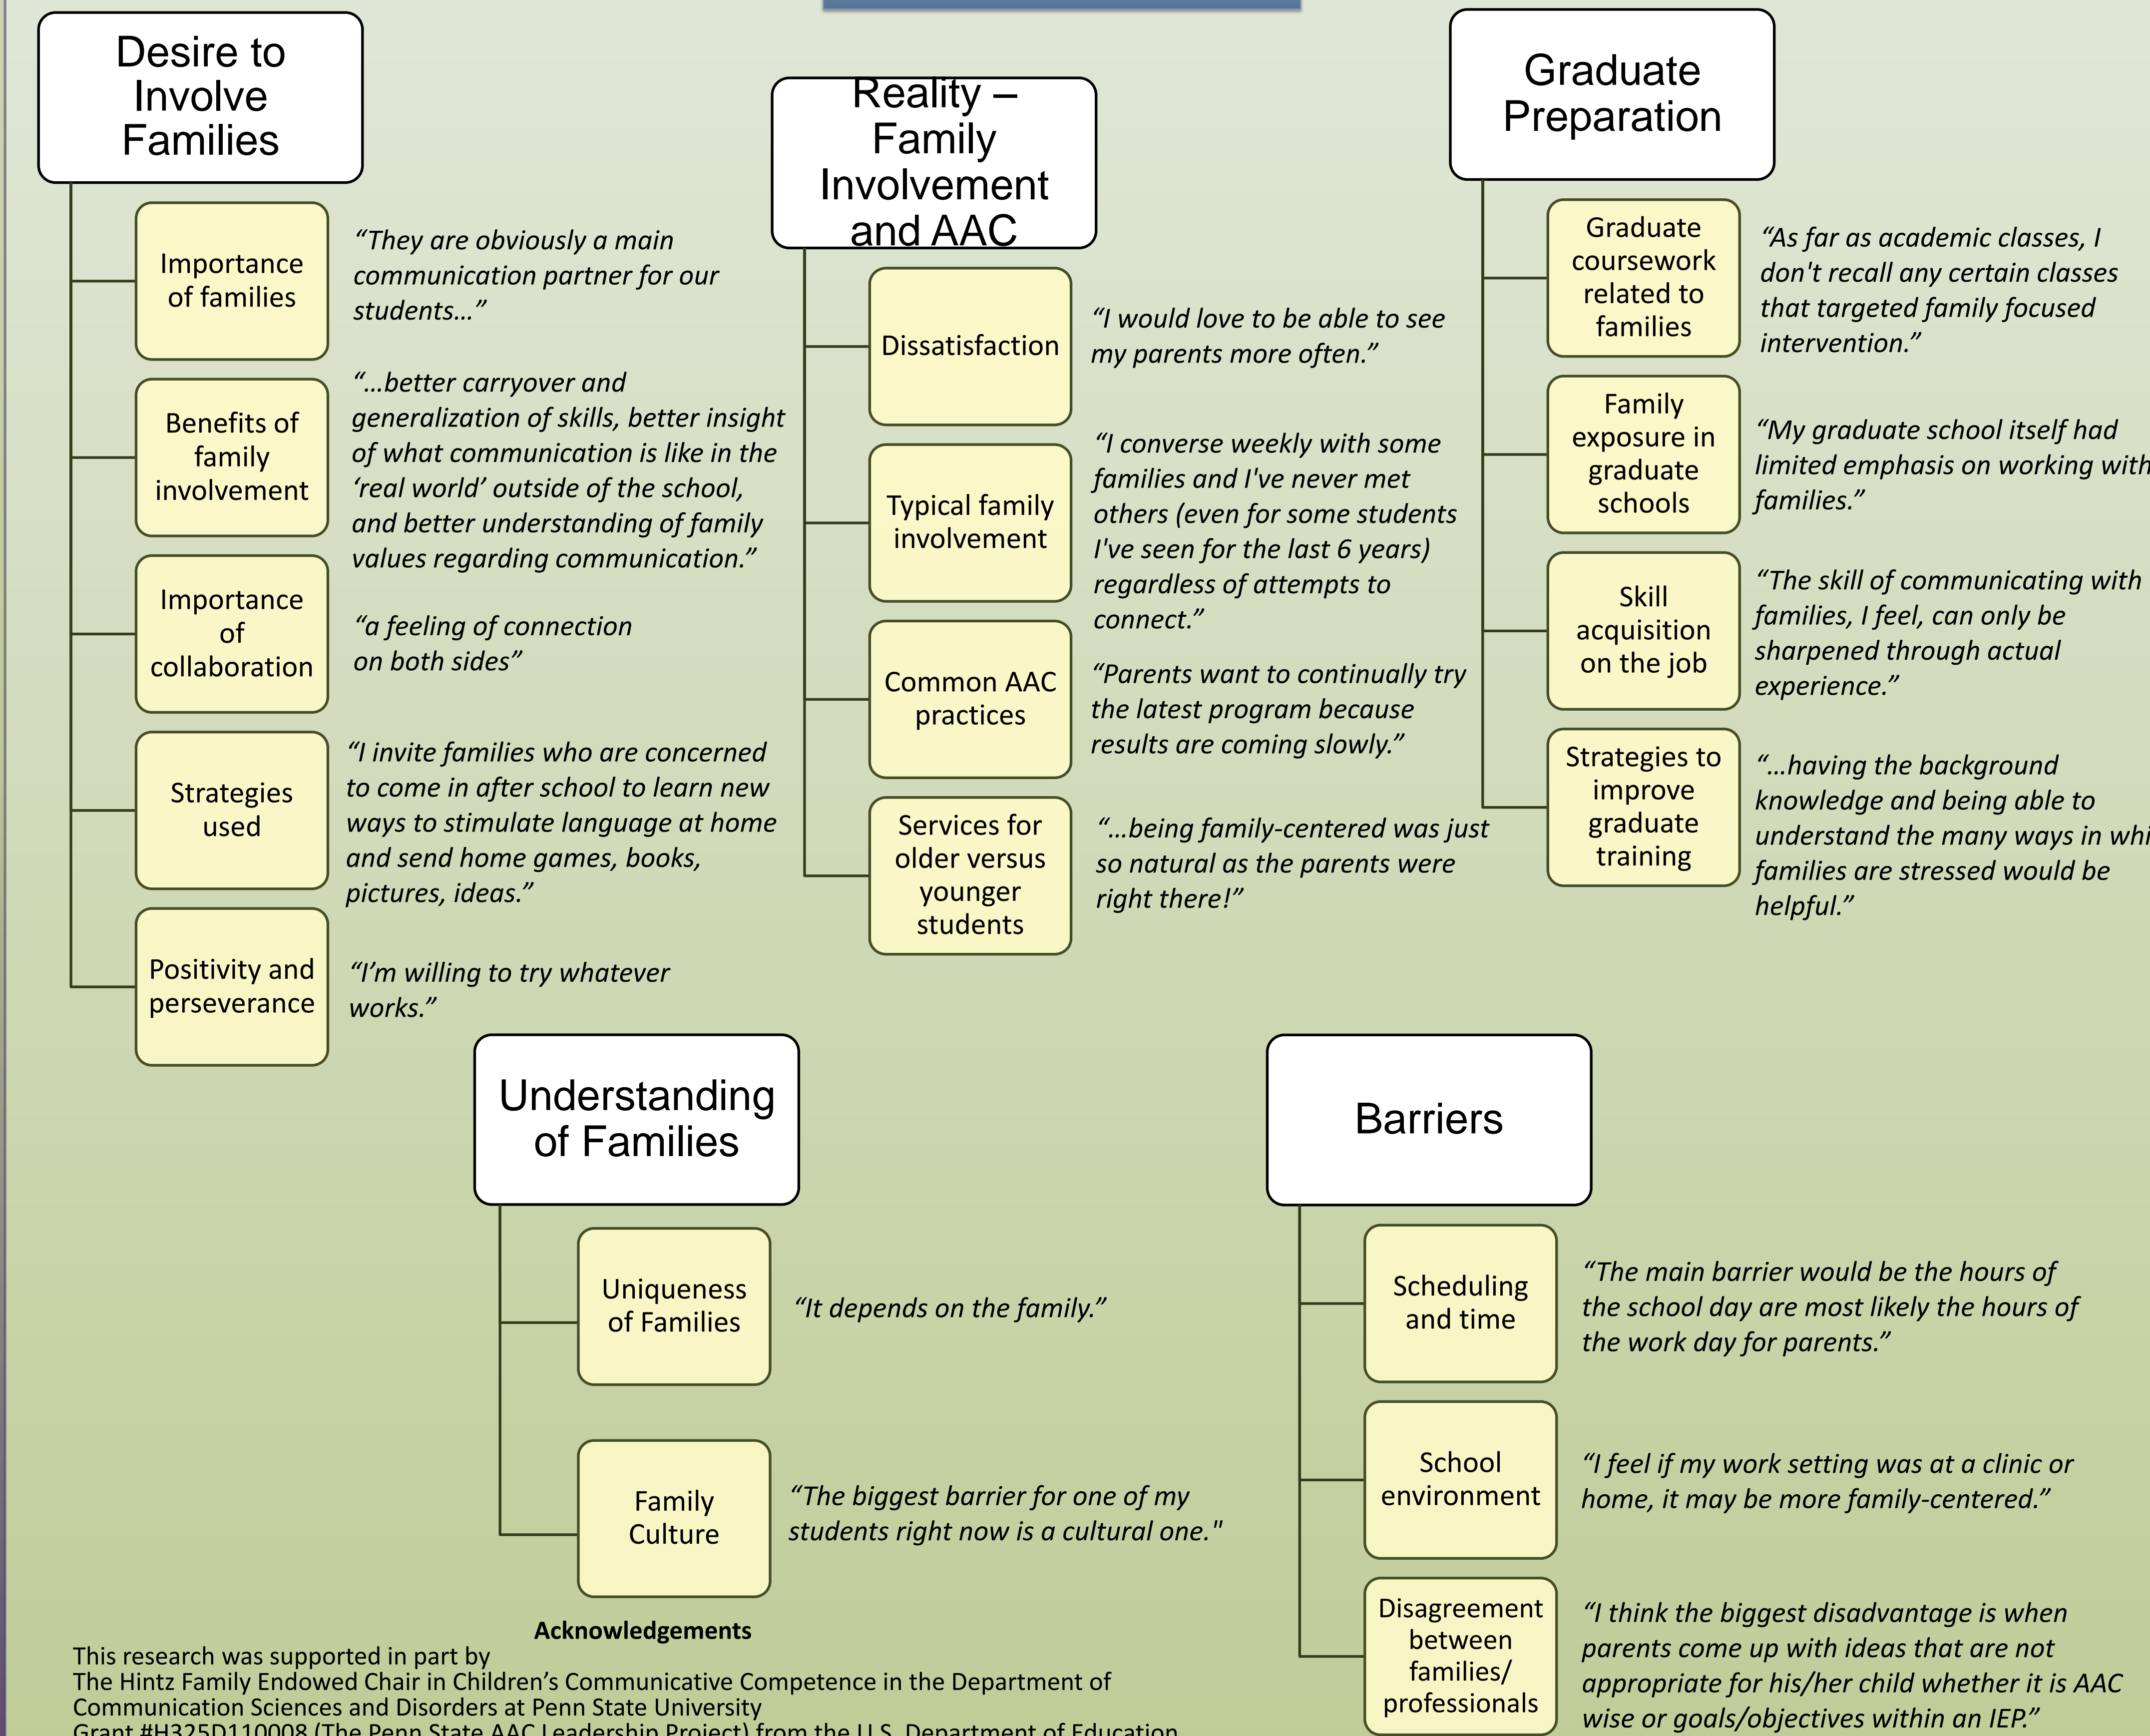 Desire to
Involve
Families
Importance
of families
“They are obviously a main
communication partner for our
students…”
Benefits of
family
involvement
“…better carryover and
generalization of skills, better insight
of what communication is like in the
‘real world’ outside of the school,
and better understanding of family
values regarding communication.”
Importance
of
collaboration
“a feeling of connection
on both sides”
Strategies
used
“I invite families who are concerned
to come in after school to learn new
ways to stimulate language at home
and send home games, books,
pictures, ideas.”
Positivity and
perseverance
“I’m willing to try whatever
works.”
Reality –
Family
Involvement
and AAC
Dissatisfaction
“I would love to be able to see
my parents more often.”
Typical family
involvement
“I converse weekly with some
families and I've never met
others (even for some students
I've seen for the last 6 years)
regardless of attempts to
connect.”
Common AAC
practices
“Parents want to continually try
the latest program because
results are coming slowly.”
Services for
older versus
younger
students
“…being family-centered was just
so natural as the parents were
right there!”
Graduate
Preparation
Graduate
coursework
related to
families
“As far as academic classes, I
don't recall any certain classes
that targeted family focused
intervention.”
Family
exposure in
graduate
schools
“My graduate school itself had
limited emphasis on working with
families.”
Skill
acquisition
on the job
“The skill of communicating with
families, I feel, can only be
sharpened through actual
experience.”
Strategies to
improve
graduate
training
“…having the background
knowledge and being able to
understand the many ways in
families are stressed would be
helpful.”
Understanding
of Families
Uniqueness
of Families
“It depends on the family.”
Family
Culture
“The biggest barrier for one of my
students right now is a cultural one."
Barriers
Scheduling
and time
“The main barrier would be the hours of
the school day are most likely the hours of
the work day for parents.”
School
environment
“I feel if my work setting was at a clinic or
home, it may be more family-centered.”
Disagreement
between
families/
professionals
“I think the biggest disadvantage is when
parents come up with ideas that are not
appropriate for his/her child whether it is AAC
wise or goals/objectives within an IEP.”
Acknowledgements
This research was supported in part by
The Hintz Family Endowed Chair in Children’s Communicative Competence in the Department of
Communication Sciences and Disorders at Penn State University
Grant #H325D110008 (The Penn State AAC Leadership Project) from the U.S. Department of Education